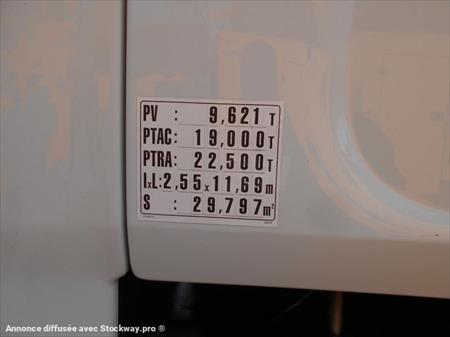 PV : 9,621 T
PTAC : 19,000 T
PTRA : 22,500 T
lxL : 2,55 x 11,69 m
S : 29,797 m²
Annonce diffusée avec Stockway.pro ®